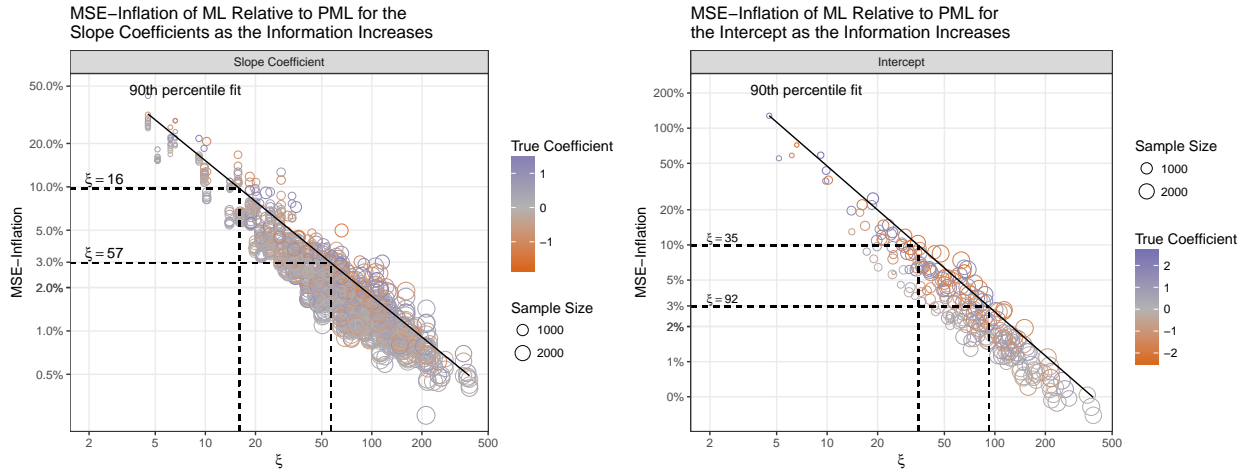 MSE−Inflation of ML Relative to PML for the
Slope Coefficients as the Information Increases
Slope Coefficient
MSE−Inflation
50.0%
20.0%
10.0%
5.0%
3.0%
2.0%
1.0%
0.5%
90th percentile fit
ξ = 16
ξ = 57
2 5 10 20 50 100 200 500
ξ
True Coefficient
1
0
−1
Sample Size
1000
2000
MSE−Inflation of ML Relative to PML for
the Intercept as the Information Increases
Intercept
MSE−Inflation
200%
100%
50%
20%
10%
5%
3%
2%
1%
0%
90th percentile fit
ξ = 35
ξ = 92
2 5 10 20 50 100 200 500
ξ
Sample Size
1000
2000
True Coefficient
2
1
0
−1
−2